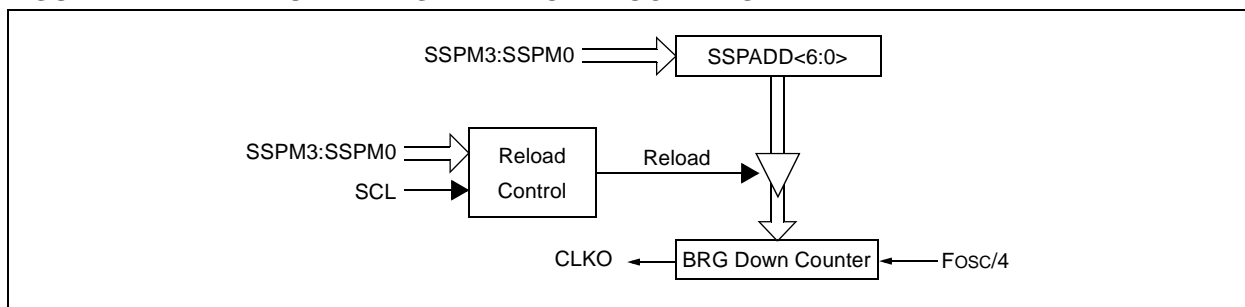 SSPM3:SSPM0
SSPADD<6:0>
SSPM3:SSPM0
SCL
Reload
Control
Reload
CLKO
BRG Down Counter
FOSC/4